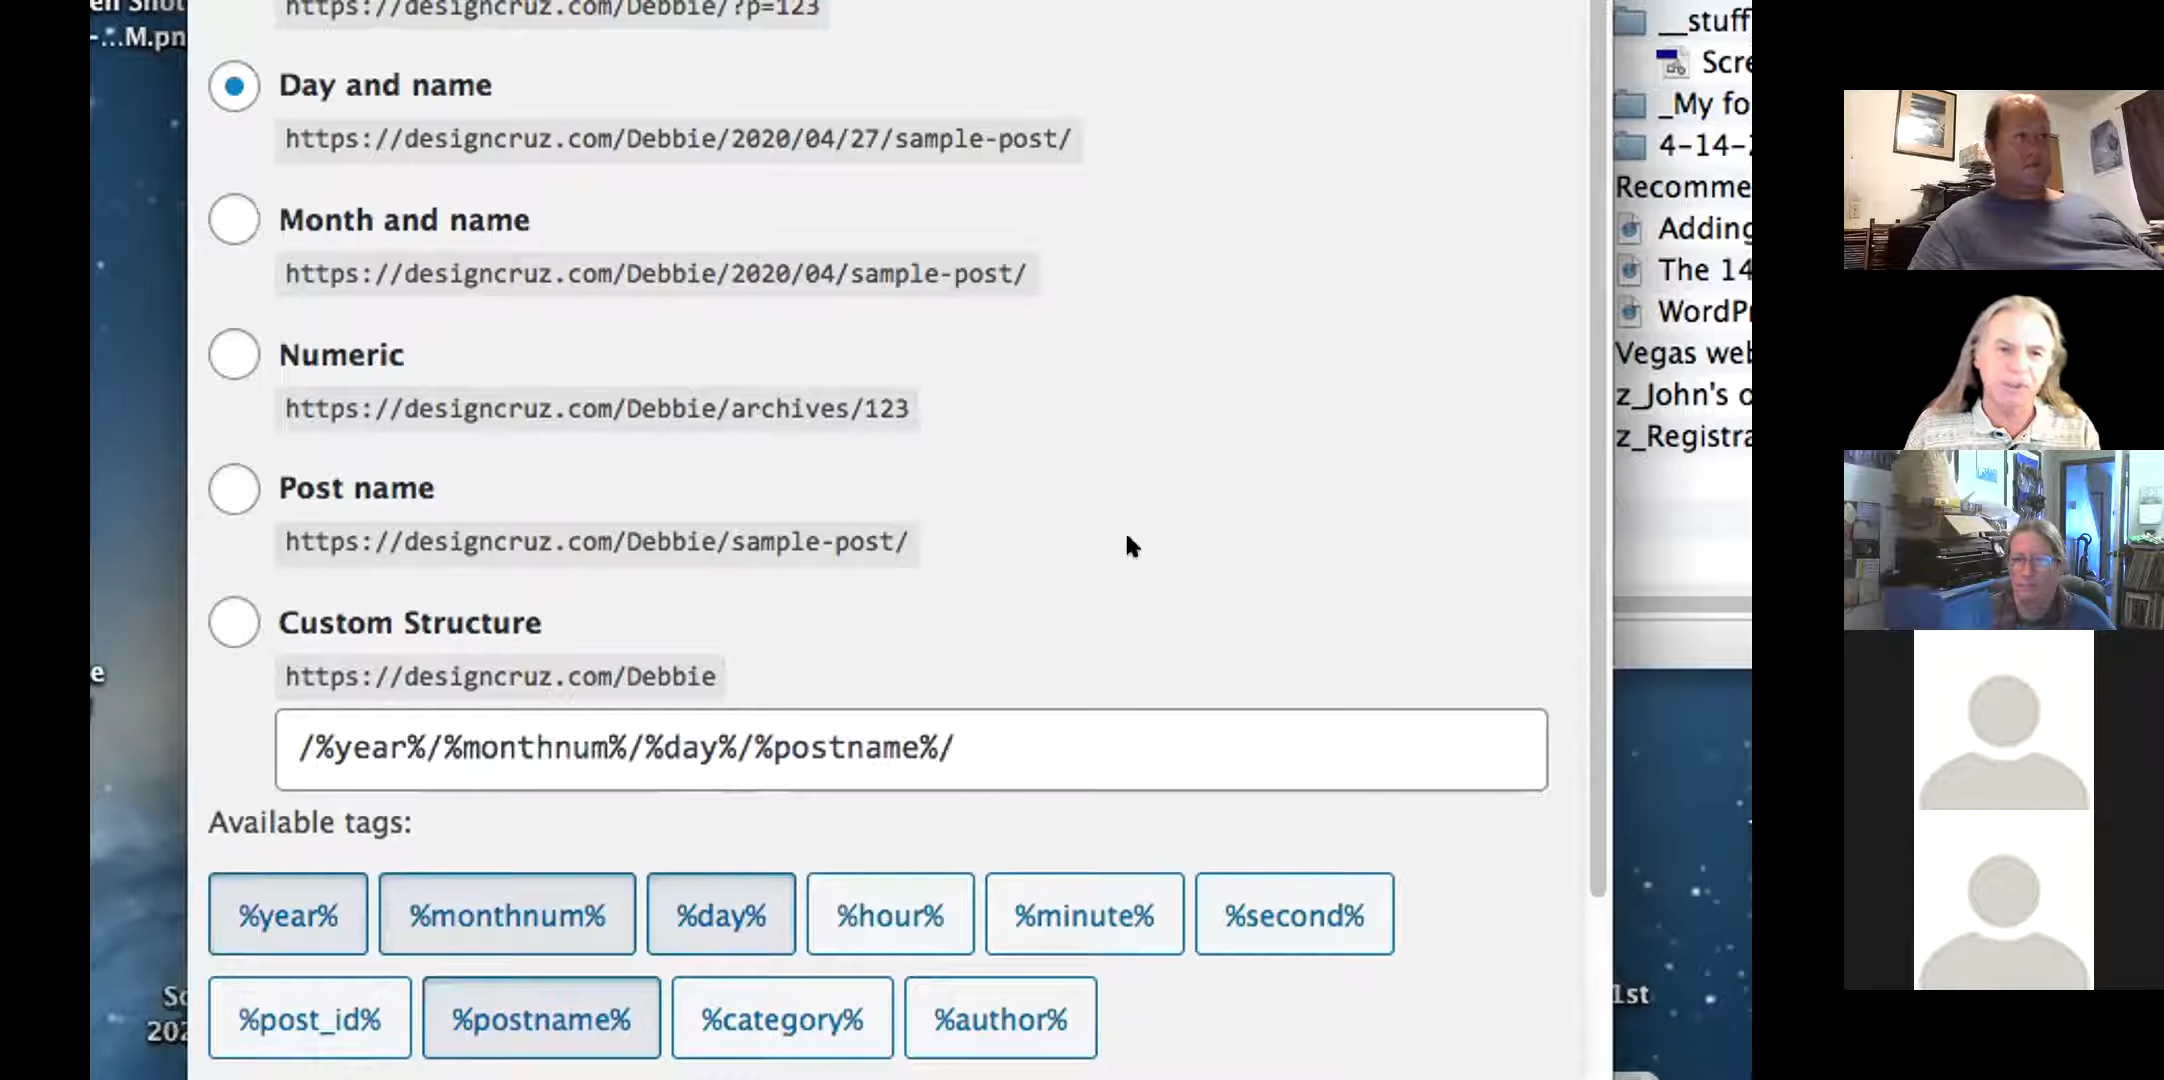 https://designcruz.com/Debbie/?p=123
Day and name
https://designcruz.com/Debbie/2020/04/27/sample-post/
Month and name
https://designcruz.com/Debbie/2020/04/sample-post/
Numeric
https://designcruz.com/Debbie/archives/123
Post name
https://designcruz.com/Debbie/sample-post/
Custom Structure
https://designcruz.com/Debbie
/%year%/%monthnum%/%day%/%postname%/
Available tags:
%year% %monthnum% %day% %hour% %minute% %second%
%post_id% %postname% %category% %author%
-...M.pn
e
202
__stuff
Scre
_My fo
4-14-
Recomme
Adding
The 14
WordP
Vegas web
z_John's o
z_Registra
1st